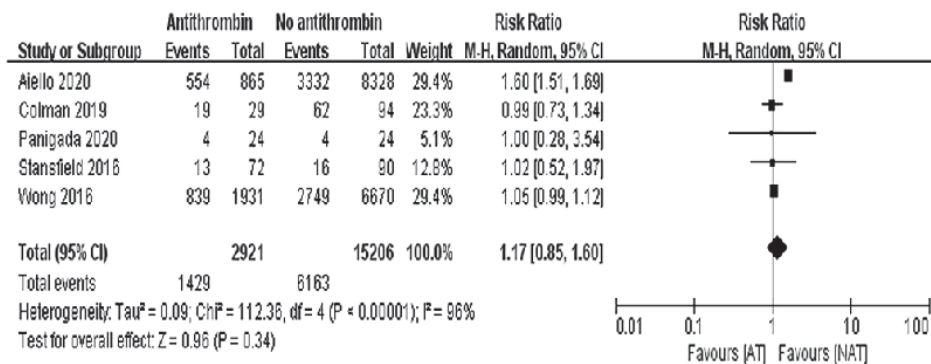 Antithrombin No antithrombin Risk Ratio Risk Ratio
Study or Subgroup Events Total Events Total Weight M-H, Random, 95% CI M-H, Random, 95% CI
Aiello 2020 554 865 3332 8328 29.4% 1.60 [1.51, 1.69]
Colman 2019 19 29 62 94 23.3% 0.99 [0.73, 1.34]
Panigada 2020 4 24 4 24 5.1% 1.00 [0.28, 3.54]
Stansfield 2016 13 72 16 90 12.8% 1.02 [0.52, 1.97]
Wong 2016 839 1931 2749 6670 29.4% 1.05 [0.99, 1.12]
Total (95% CI) 2921 15206 100.0% 1.17 [0.85, 1.60]
Total events 1429 6163
Heterogeneity: Tau² = 0.09; Chi² = 112.36, df = 4 (P < 0.00001); I² = 96%
Test for overall effect: Z = 0.96 (P = 0.34)
0.01 0.1 1 10 100
Favours [AT] Favours [NAT]